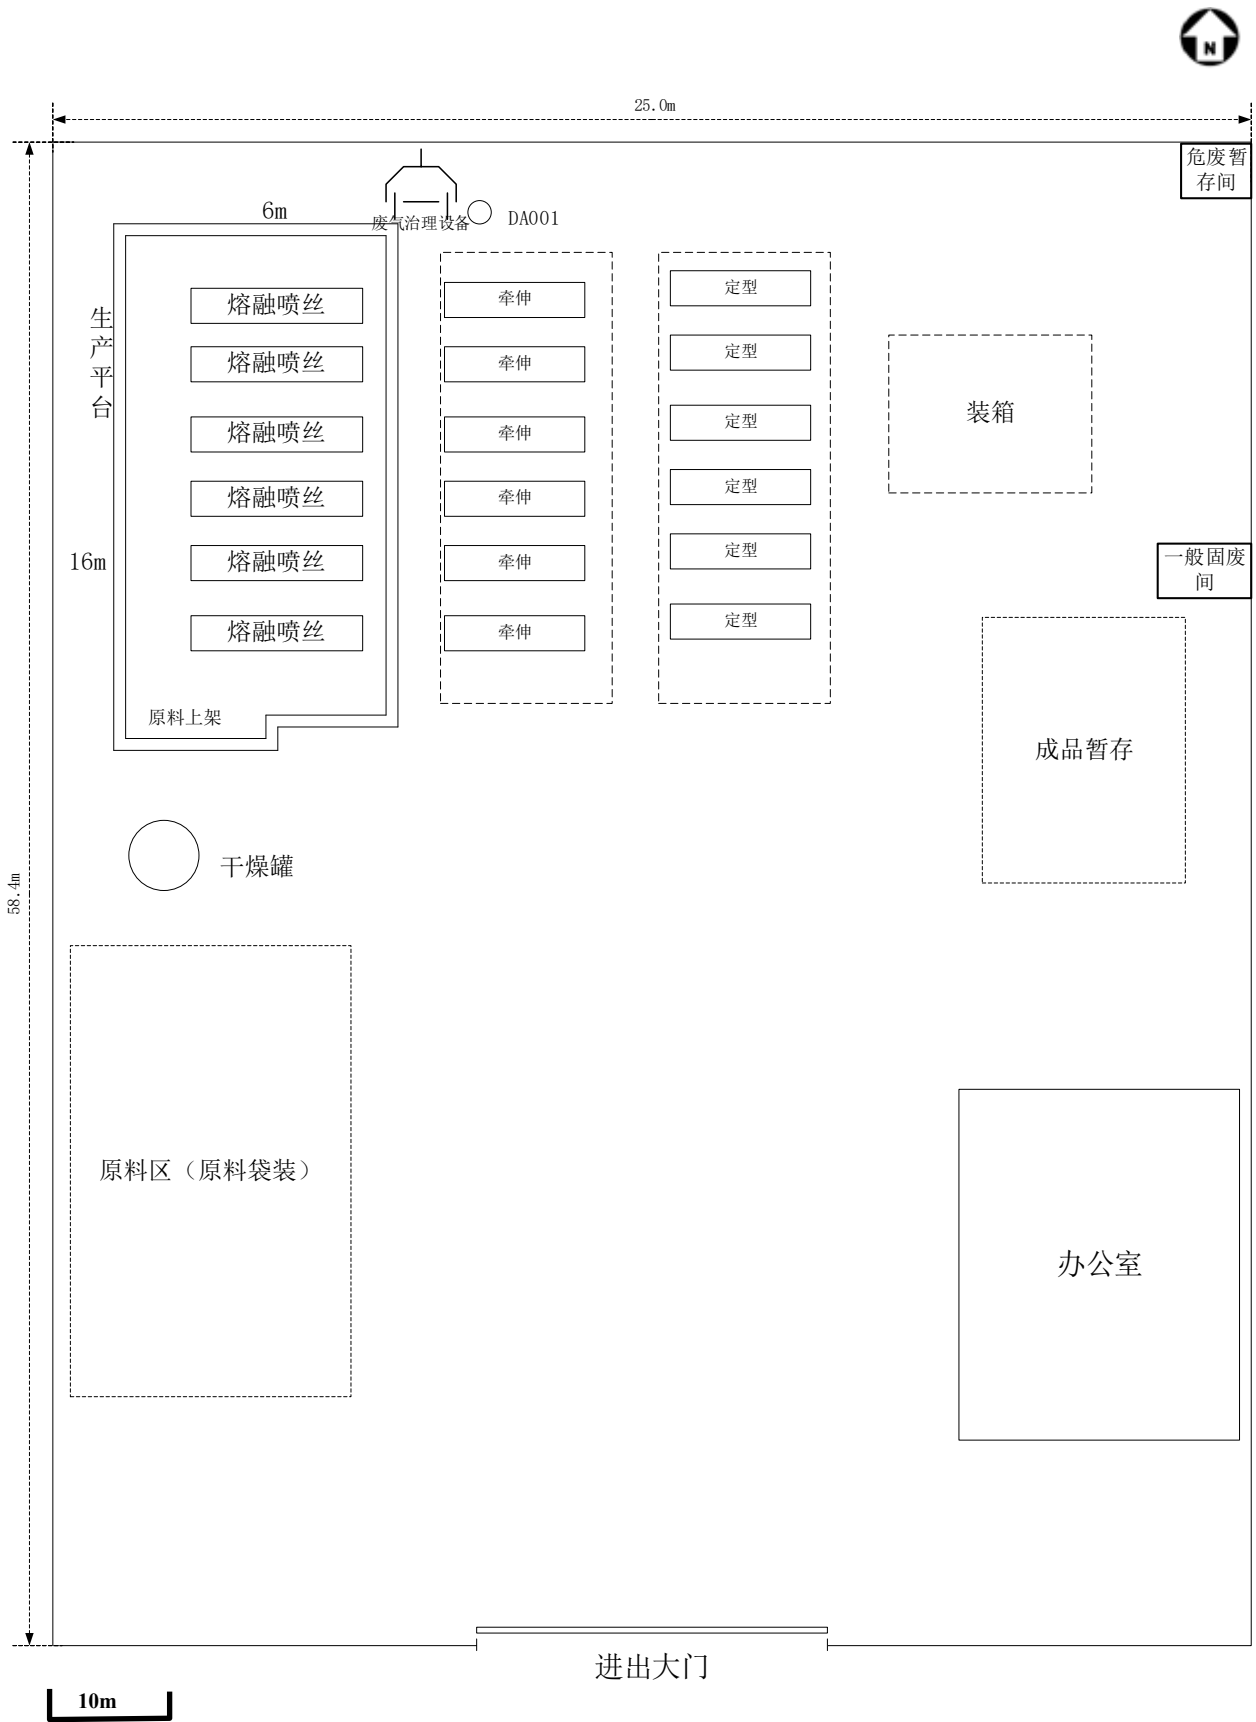 N
25.0m
危废暂
存间
6m
废气治理设备
DA001
生产平台
熔融喷丝
牵伸
定型
熔融喷丝
牵伸
定型
装箱
熔融喷丝
牵伸
定型
熔融喷丝
牵伸
定型
16m
熔融喷丝
牵伸
定型
一般固废
间
熔融喷丝
牵伸
定型
原料上架
成品暂存
干燥罐
58.4m
原料区（原料袋装）
办公室
进出大门
10m